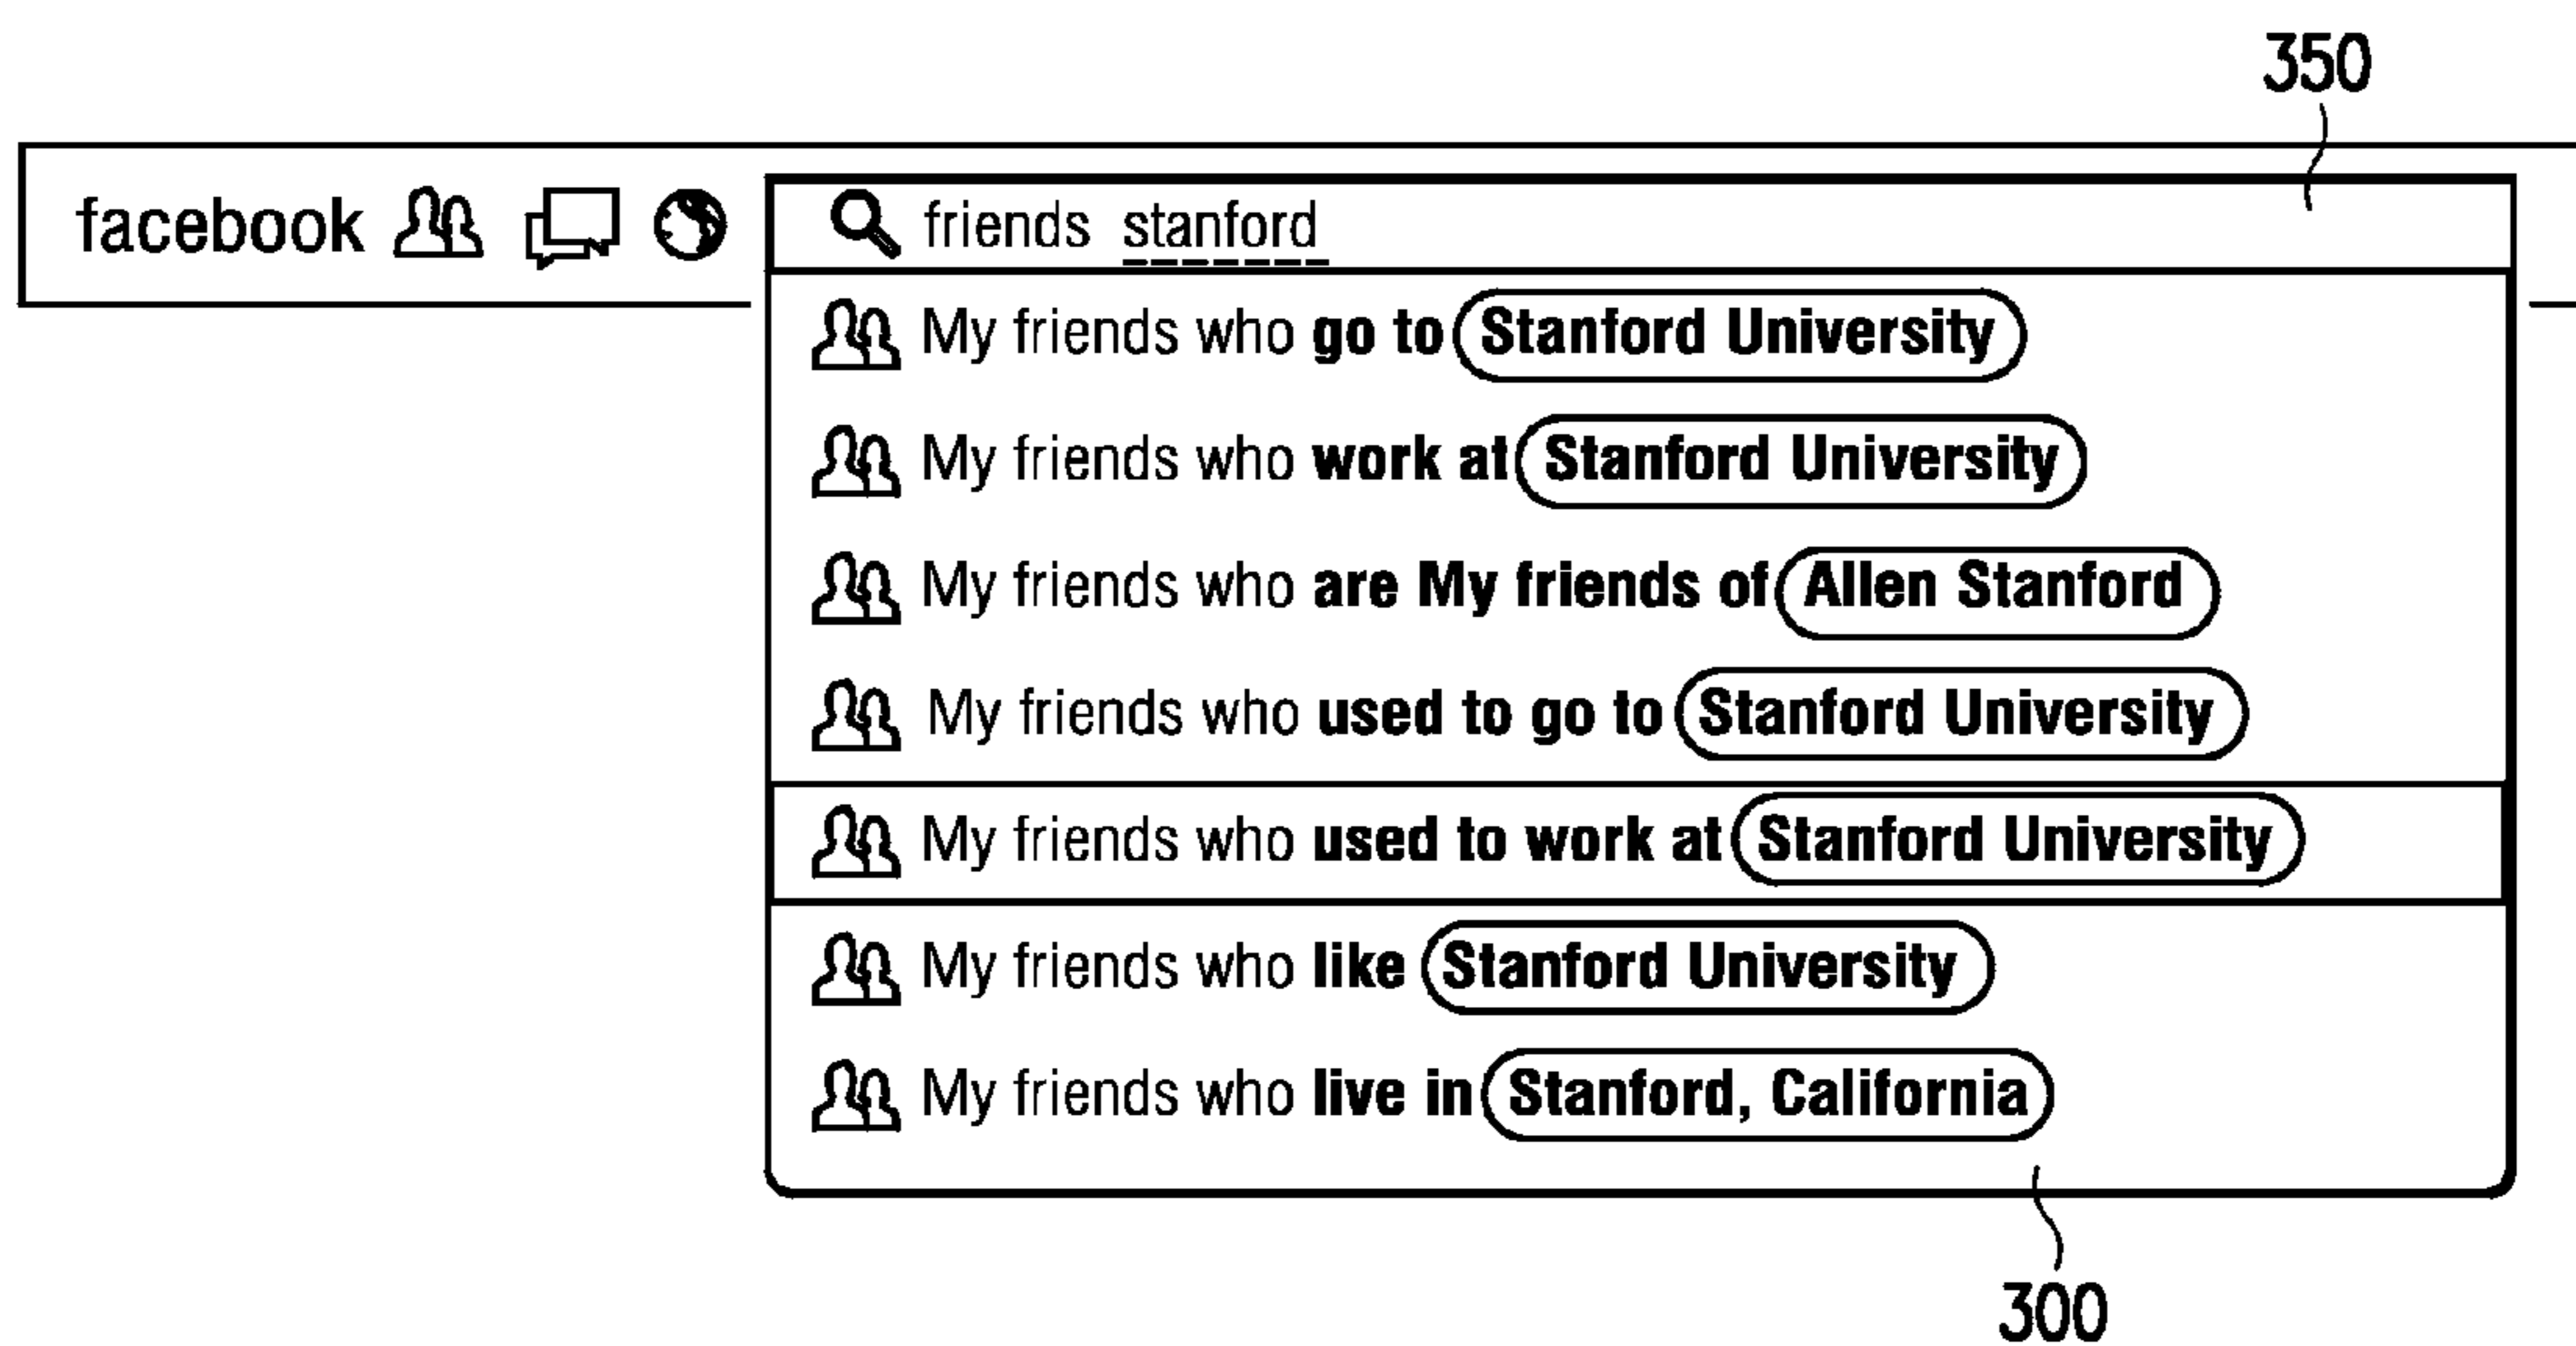 350
facebook friends stanford
My friends who go to Stanford University
My friends who work at Stanford University
My friends who are My friends of Allen Stanford
My friends who used to go to Stanford University
My friends who used to work at Stanford University
My friends who like Stanford University
My friends who live in Stanford, California
300